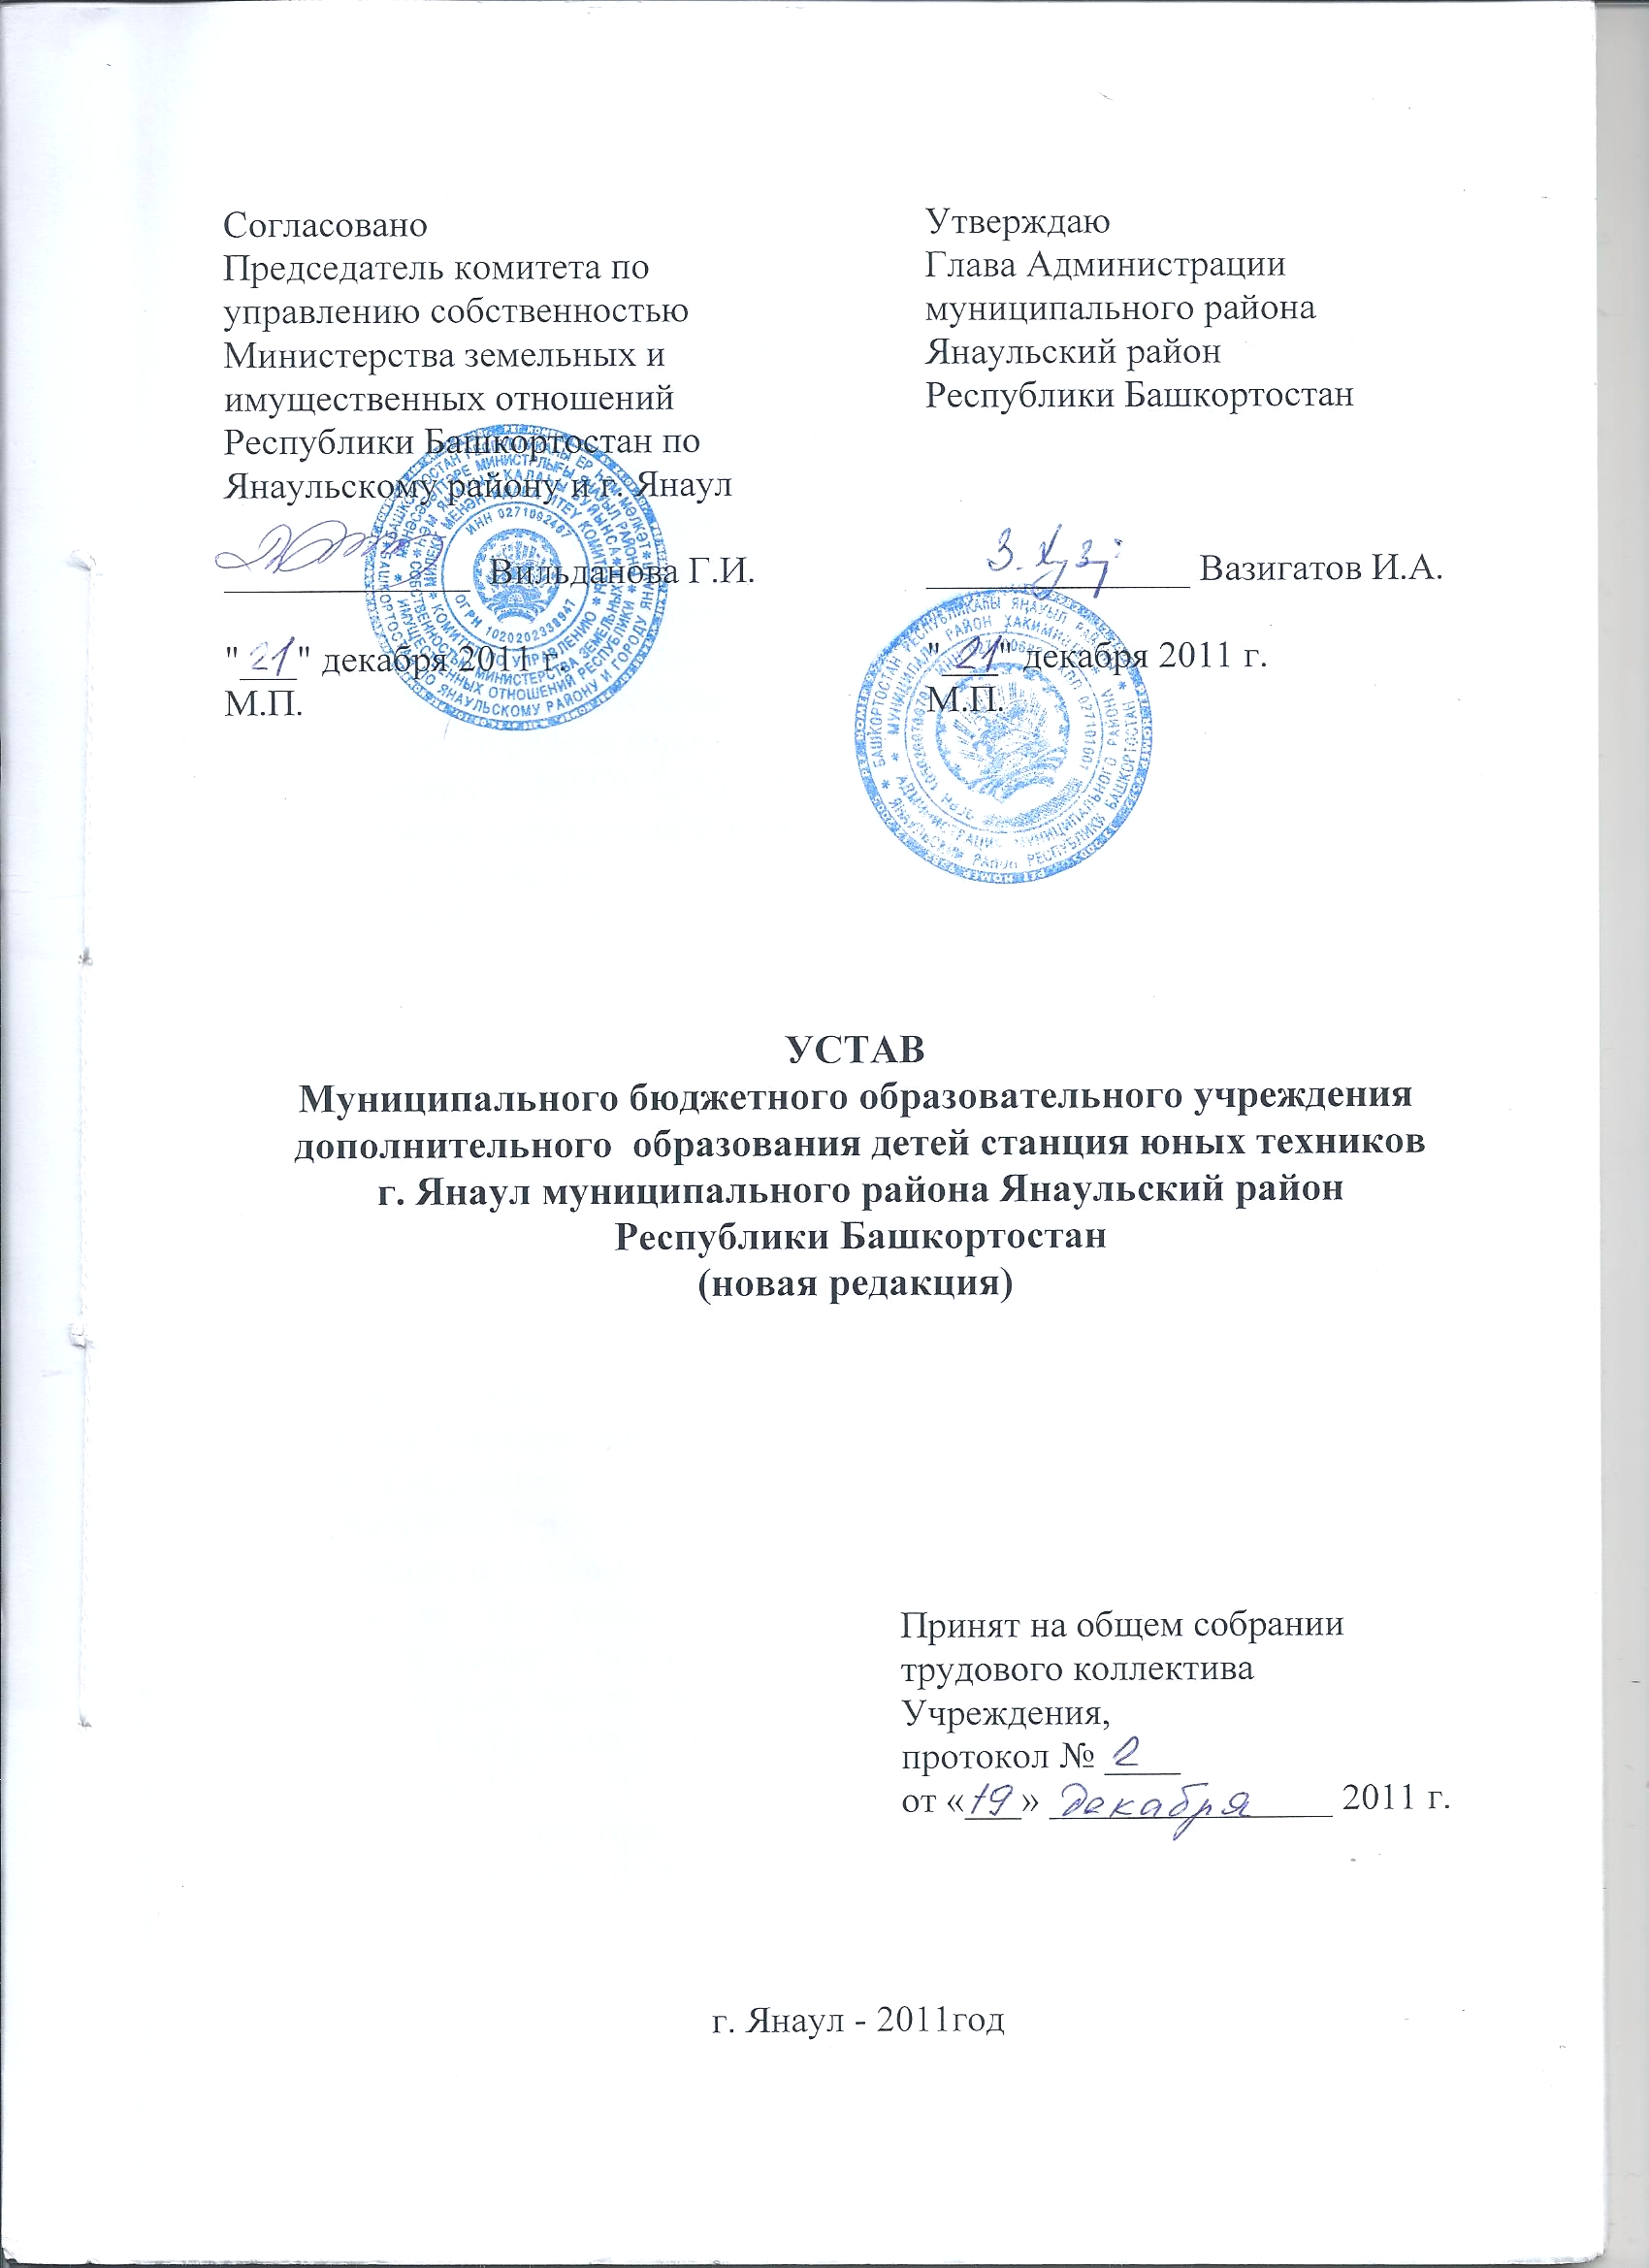 Согласовано
Председатель комитета по
управлению собственностью
Министерства земельных и
имущественных отношений
Республики Башкортостан по
Янаульскому району и г. Янаул
Вильданова Г.И.
"21" декабря 2011 г.
М.П.
ИНН 0271092467
Утверждаю
Глава Администрации
муниципального района
Янаульский район
Республики Башкортостан
Вазигатов И.А.
"21" декабря 2011 г.
М.П.
УСТАВ
Муниципального бюджетного образовательного учреждения
дополнительного образования детей станция юных техников
г. Янаул муниципального района Янаульский район
Республики Башкортостан
(новая редакция)
Принят на общем собрании
трудового коллектива
Учреждения,
протокол № 2
от «19» декабря 2011 г.
г. Янаул - 2011год